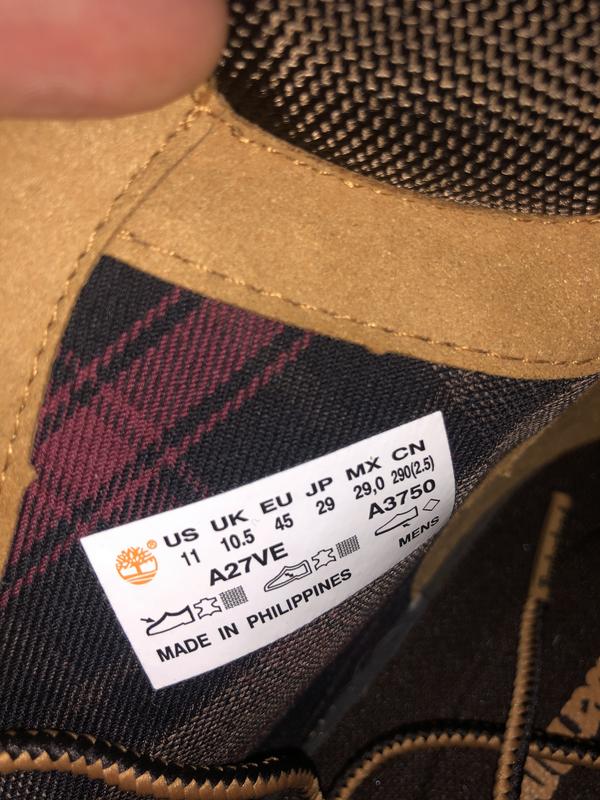 US UK EU JP MX CN
11 10.5 45 29 29,0 290(2.5)
A27VE A3750
MENS
MADE IN PHILIPPINES